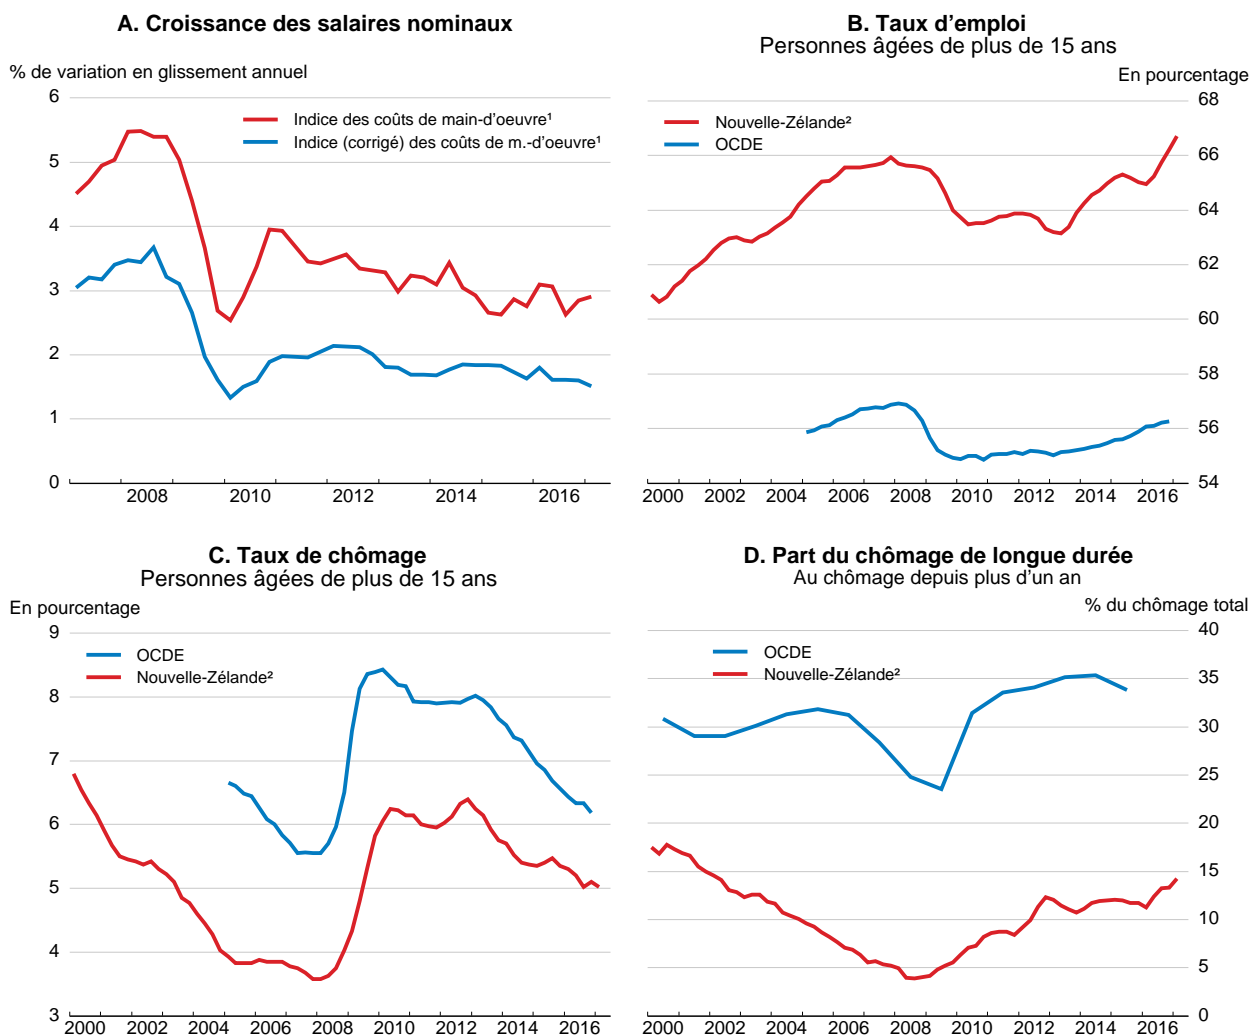 A. Croissance des salaires nominaux
% de variation en glissement annuel
6
5
4
3
2
1
0
Indice des coûts de main-d'oeuvre¹
Indice (corrigé) des coûts de m.-d'oeuvre¹
2008 2010 2012 2014 2016
B. Taux d'emploi
Personnes âgées de plus de 15 ans
En pourcentage
68
66
64
62
60
58
56
54
Nouvelle-Zélande²
OCDE
2000 2002 2004 2006 2008 2010 2012 2014 2016
C. Taux de chômage
Personnes âgées de plus de 15 ans
En pourcentage
9
8
7
6
5
4
3
OCDE
Nouvelle-Zélande²
2000 2002 2004 2006 2008 2010 2012 2014 2016
D. Part du chômage de longue durée
Au chômage depuis plus d'un an
% du chômage total
40
35
30
25
20
15
10
5
0
OCDE
Nouvelle-Zélande²
2000 2002 2004 2006 2008 2010 2012 2014 2016